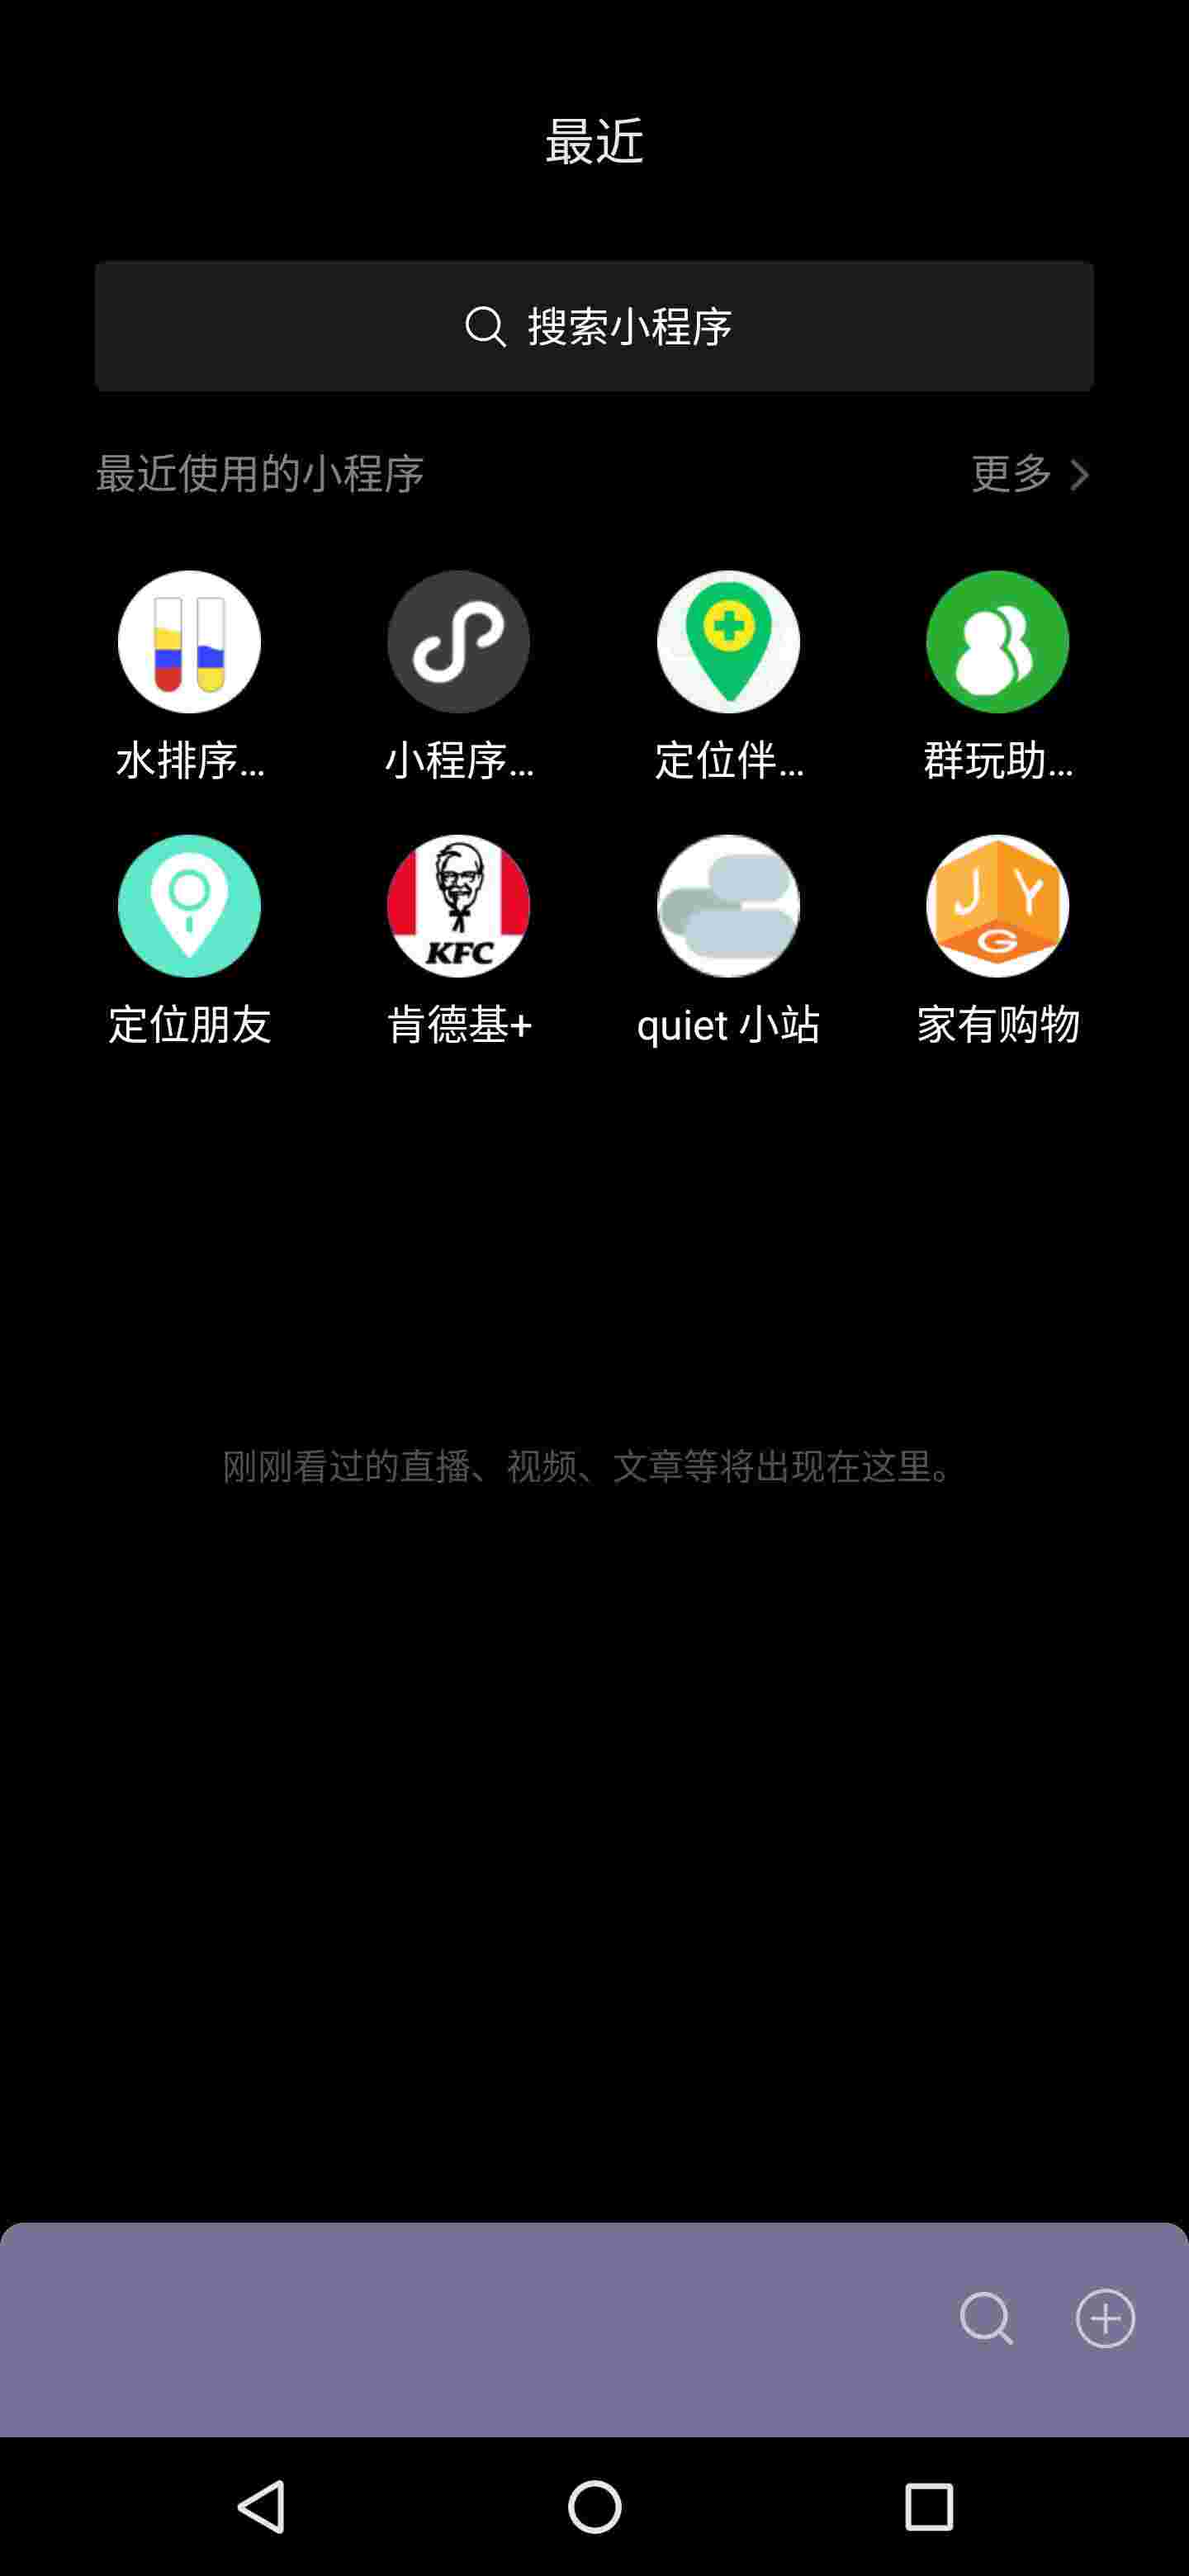 最近
搜索小程序
最近使用的小程序 更多
水排序... 小程序... 定位伴... 群玩助...
KFC J Y G
定位朋友 肯德基+ quiet 小站 家有购物
刚刚看过的直播、视频、文章等将出现在这里。